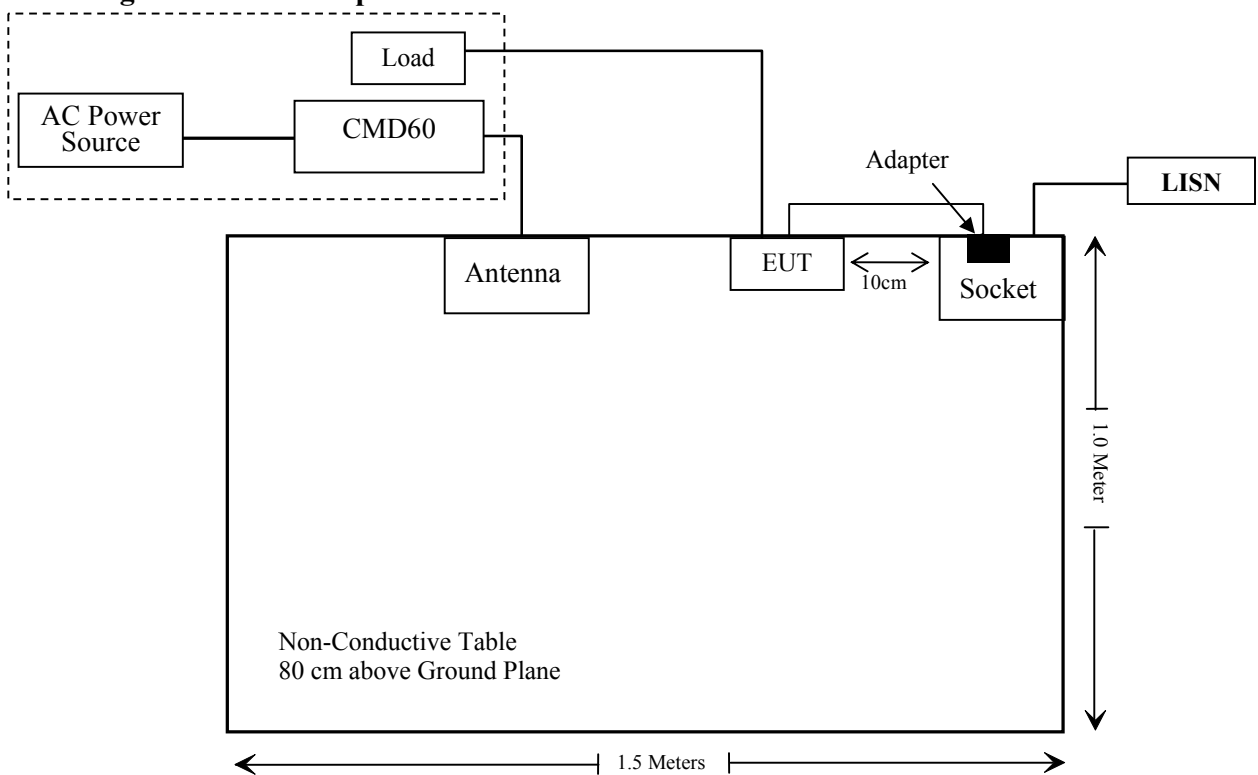 Load
AC Power
Source
CMD60
Adapter
LISN
Antenna
EUT
10cm
Socket
1.0 Meter
Non-Conductive Table
80 cm above Ground Plane
1.5 Meters